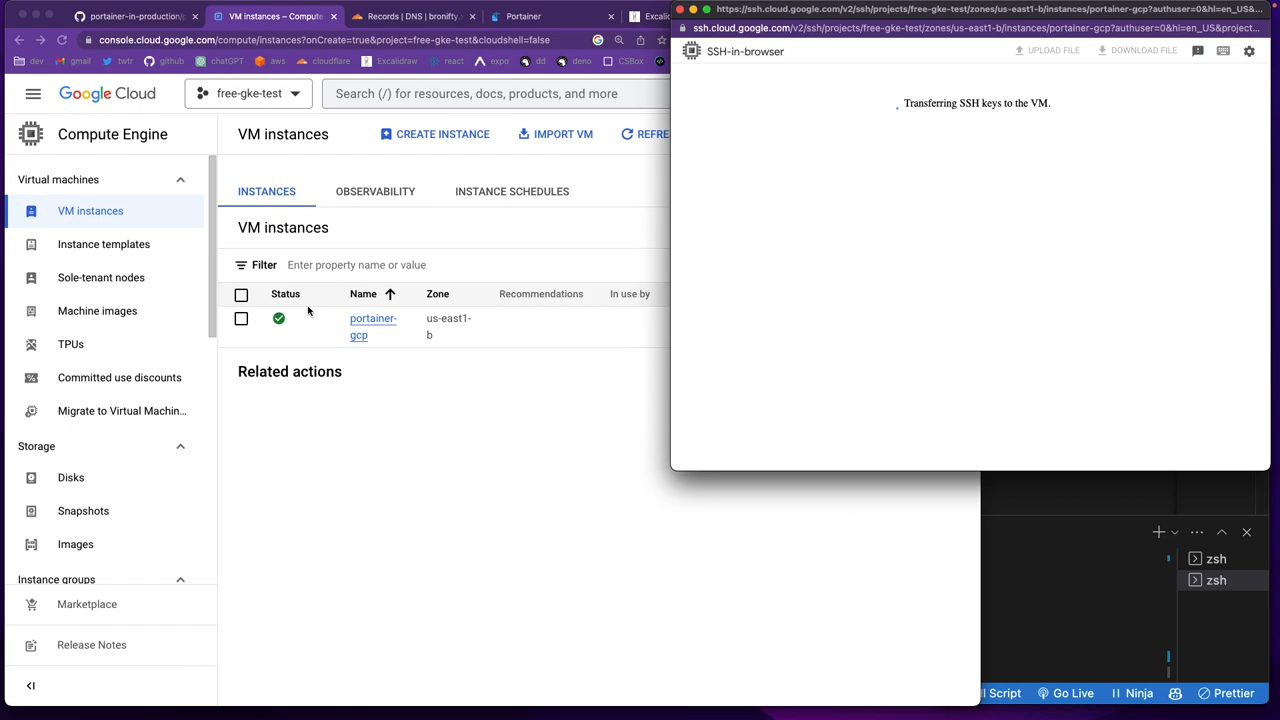 portainer-in-production/
VM instances – Compute
Records | DNS | bronifty.
Portainer
Excalid
console.cloud.google.com/compute/instances?onCreate=true&project=free-gke-test&cloudshell=false
dev
gmail
twtr
github
chatGPT
aws
cloudflare
Excalidraw
react
expo
dd
deno
CSBox
Google Cloud
free-gke-test
Search (/) for resources, docs, products, and more
Compute Engine
VM instances
CREATE INSTANCE
IMPORT VM
REFRE
Virtual machines
VM instances
Instance templates
Sole-tenant nodes
Machine images
TPUs
Committed use discounts
Migrate to Virtual Machin...
Storage
Disks
Snapshots
Images
Instance groups
Marketplace
Release Notes
INSTANCES
OBSERVABILITY
INSTANCE SCHEDULES
VM instances
Filter
Enter property name or value
Status
Name
Zone
Recommendations
In use by
portainer-
gcp
us-east1-
b
Related actions
https://ssh.cloud.google.com/v2/ssh/projects/free-gke-test/zones/us-east1-b/instances/portainer-gcp?authuser=0&hl=en_US&...
ssh.cloud.google.com/v2/ssh/projects/free-gke-test/zones/us-east1-b/instances/portainer-gcp?authuser=0&hl=en_US&project...
SSH-in-browser
UPLOAD FILE
DOWNLOAD FILE
Transferring SSH keys to the VM.
zsh
zsh
l Script
Go Live
Ninja
Prettier